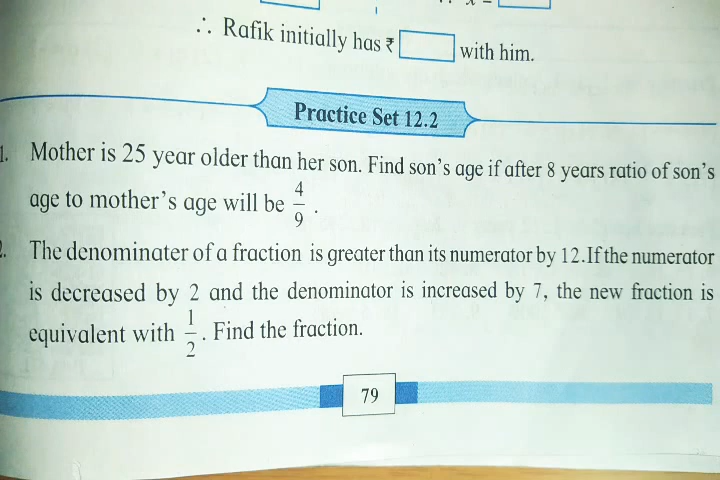 ∴ Rafik initially has ₹ with him.
Practice Set 12.2
1. Mother is 25 year older than her son. Find son's age if after 8 years ratio of son's
age to mother's age will be 4/9 .
2. The denominater of a fraction is greater than its numerator by 12.If the numerator
is decreased by 2 and the denominator is increased by 7, the new fraction is
equivalent with 1/2 . Find the fraction.
79